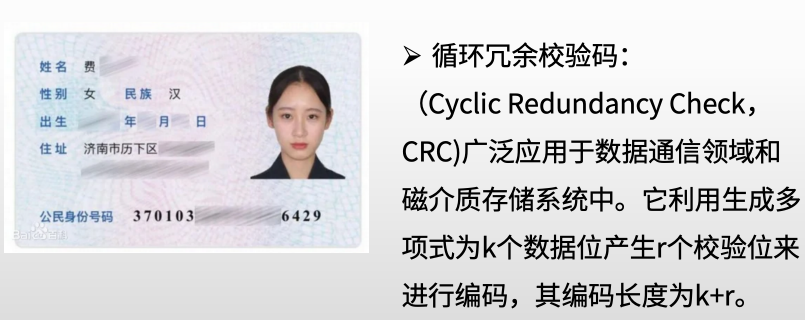 姓名 费
性别 女 民族 汉
出生 年 月 日
住址 济南市历下区
公民身份号码 370103 6429
➢ 循环冗余校验码：
（Cyclic Redundancy Check，
CRC)广泛应用于数据通信领域和
磁介质存储系统中。它利用生成多
项式为k个数据位产生r个校验位来
进行编码，其编码长度为k+r。